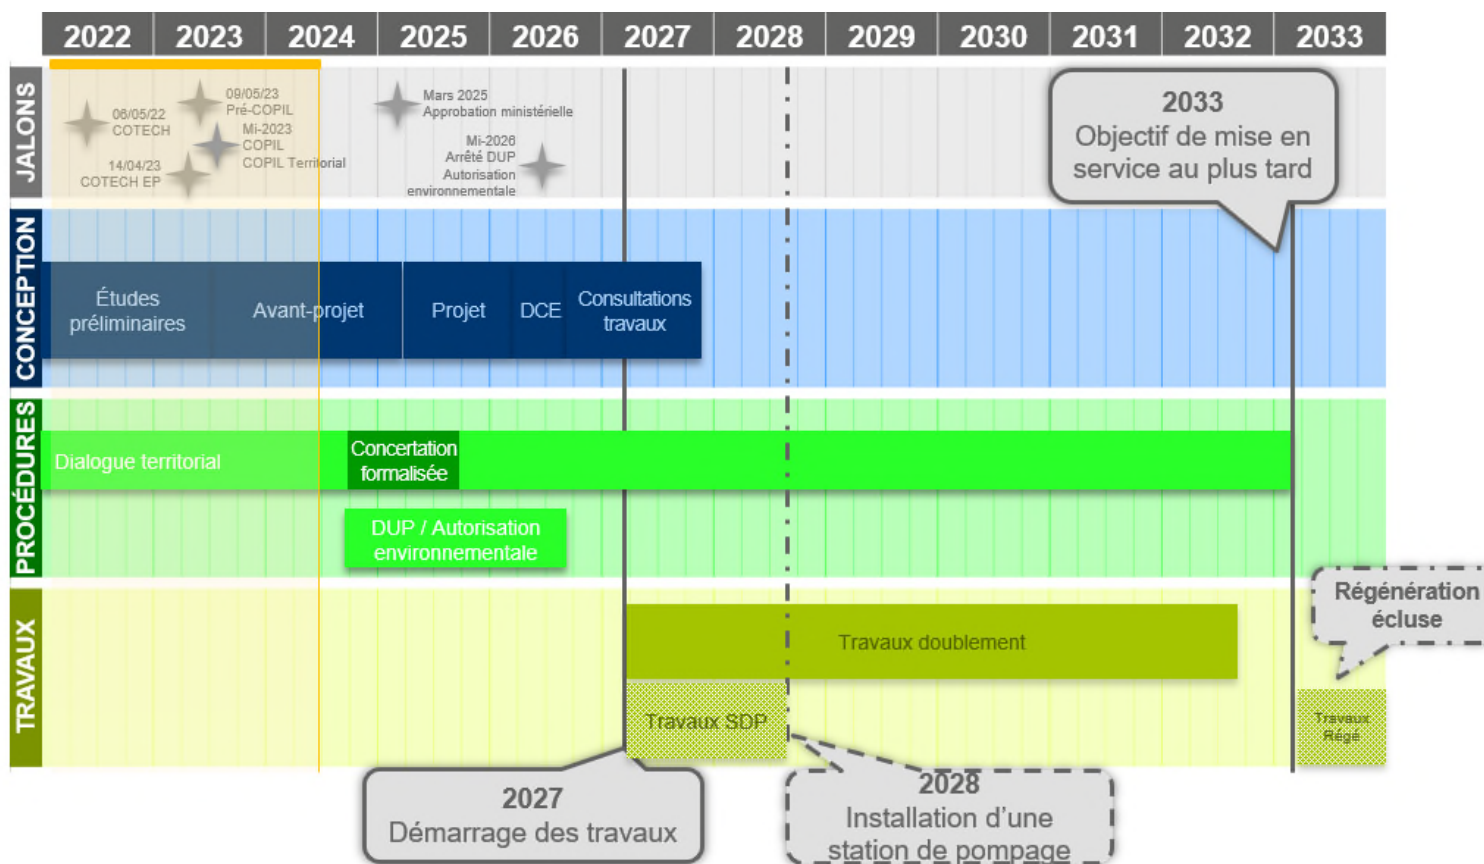 2022 2023 2024 2025 2026 2027 2028 2029 2030 2031 2032 2033
JALONS
06/05/22
COTECH
09/05/23
Pré-COPIL
Mi-2023
COPIL
COPIL Territorial
14/04/23
COTECH EP
Mars 2025
Approbation ministérielle
Mi-2026
Arrêté DUP
Autorisation
environnementale
2033
Objectif de mise en
service au plus tard
CONCEPTION
Études
préliminaires
Avant-projet
Projet
DCE
Consultations
travaux
PROCÉDURES
Dialogue territorial
Concertation
formalisée
DUP / Autorisation
environnementale
TRAVAUX
Travaux doublement
Travaux SDP
Régénération
écluse
Travaux
Régé
2027
Démarrage des travaux
2028
Installation d'une
station de pompage